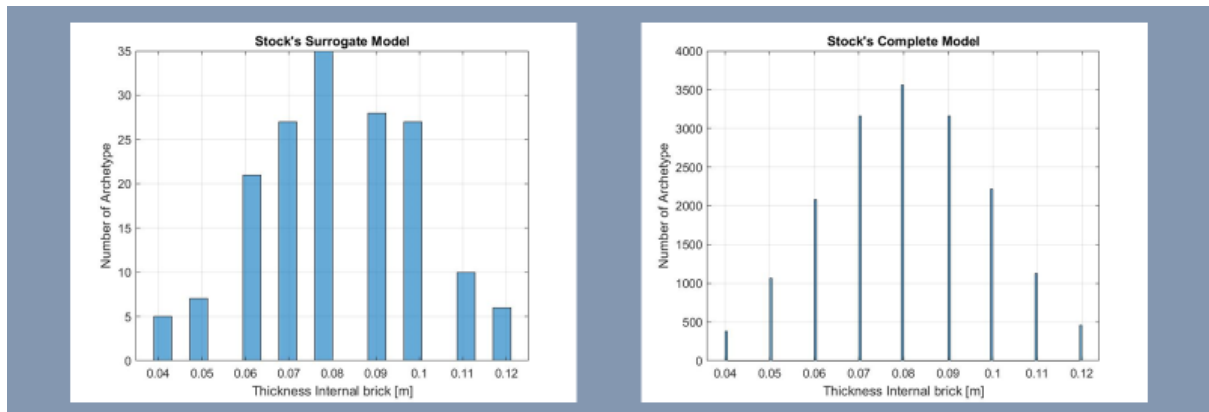 Stock's Surrogate Model
35
30
25
20
15
10
5
0
Number of Archetype
0.04 0.05 0.06 0.07 0.08 0.09 0.1 0.11 0.12
Thickness Internal brick [m]
Stock's Complete Model
4000
3500
3000
2500
2000
1500
1000
500
0
Number of Archetype
0.04 0.05 0.06 0.07 0.08 0.09 0.1 0.11 0.12
Thickness Internal brick [m]